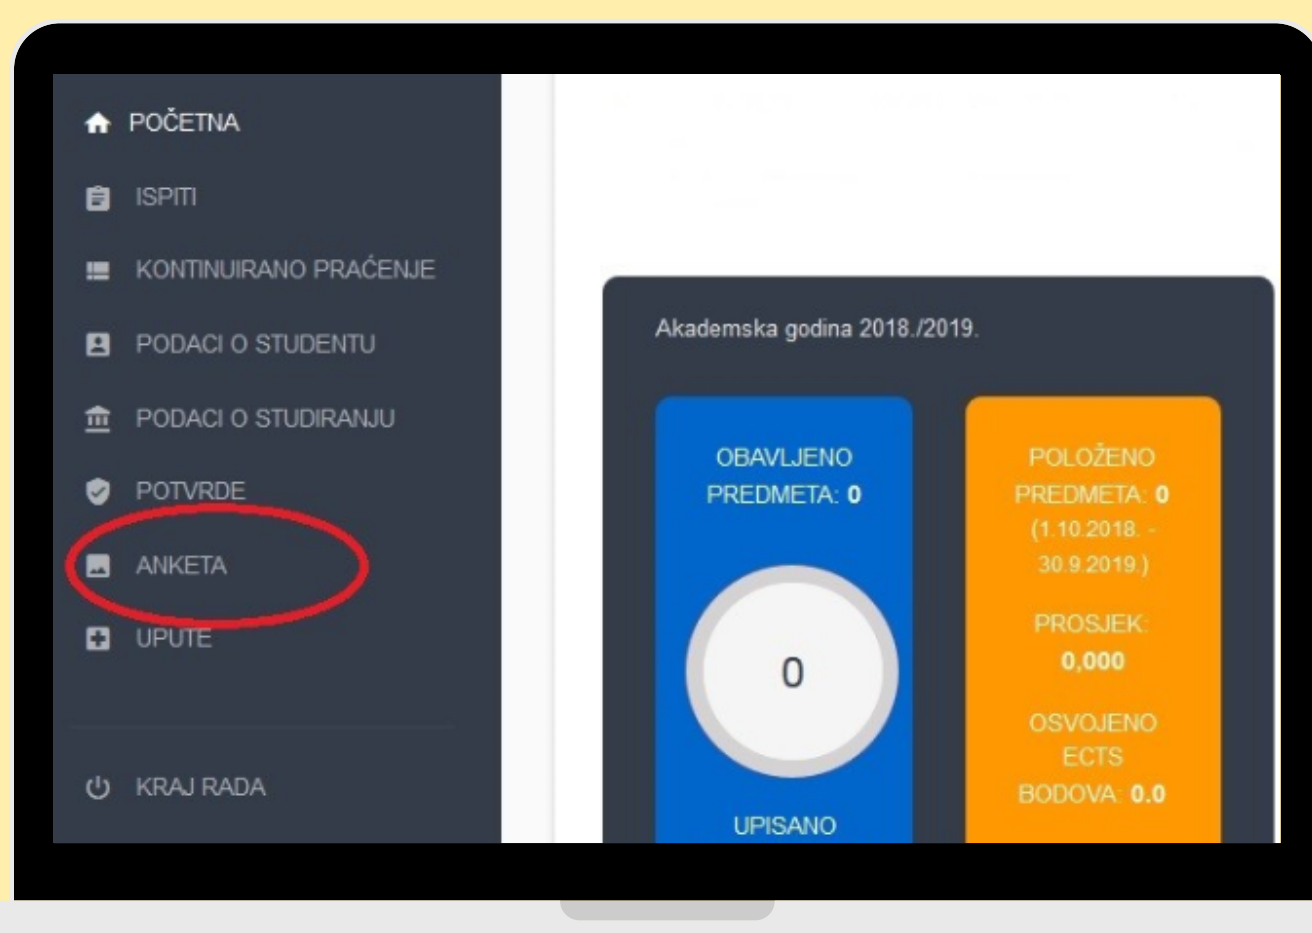 POČETNA
ISPITI
KONTINUIRANO PRAĆENJE
PODACI O STUDENTU
PODACI O STUDIRANJU
POTVRDE
ANKETA
UPUTE
KRAJ RADA
Akademska godina 2018./2019.
OBAVLJENO
PREDMETA: 0
0
UPISANO
POLOŽENO
PREDMETA: 0
(1.10.2018. -
30.9.2019.)
PROSJEK:
0,000
OSVOJENO
ECTS
BODOVA: 0.0